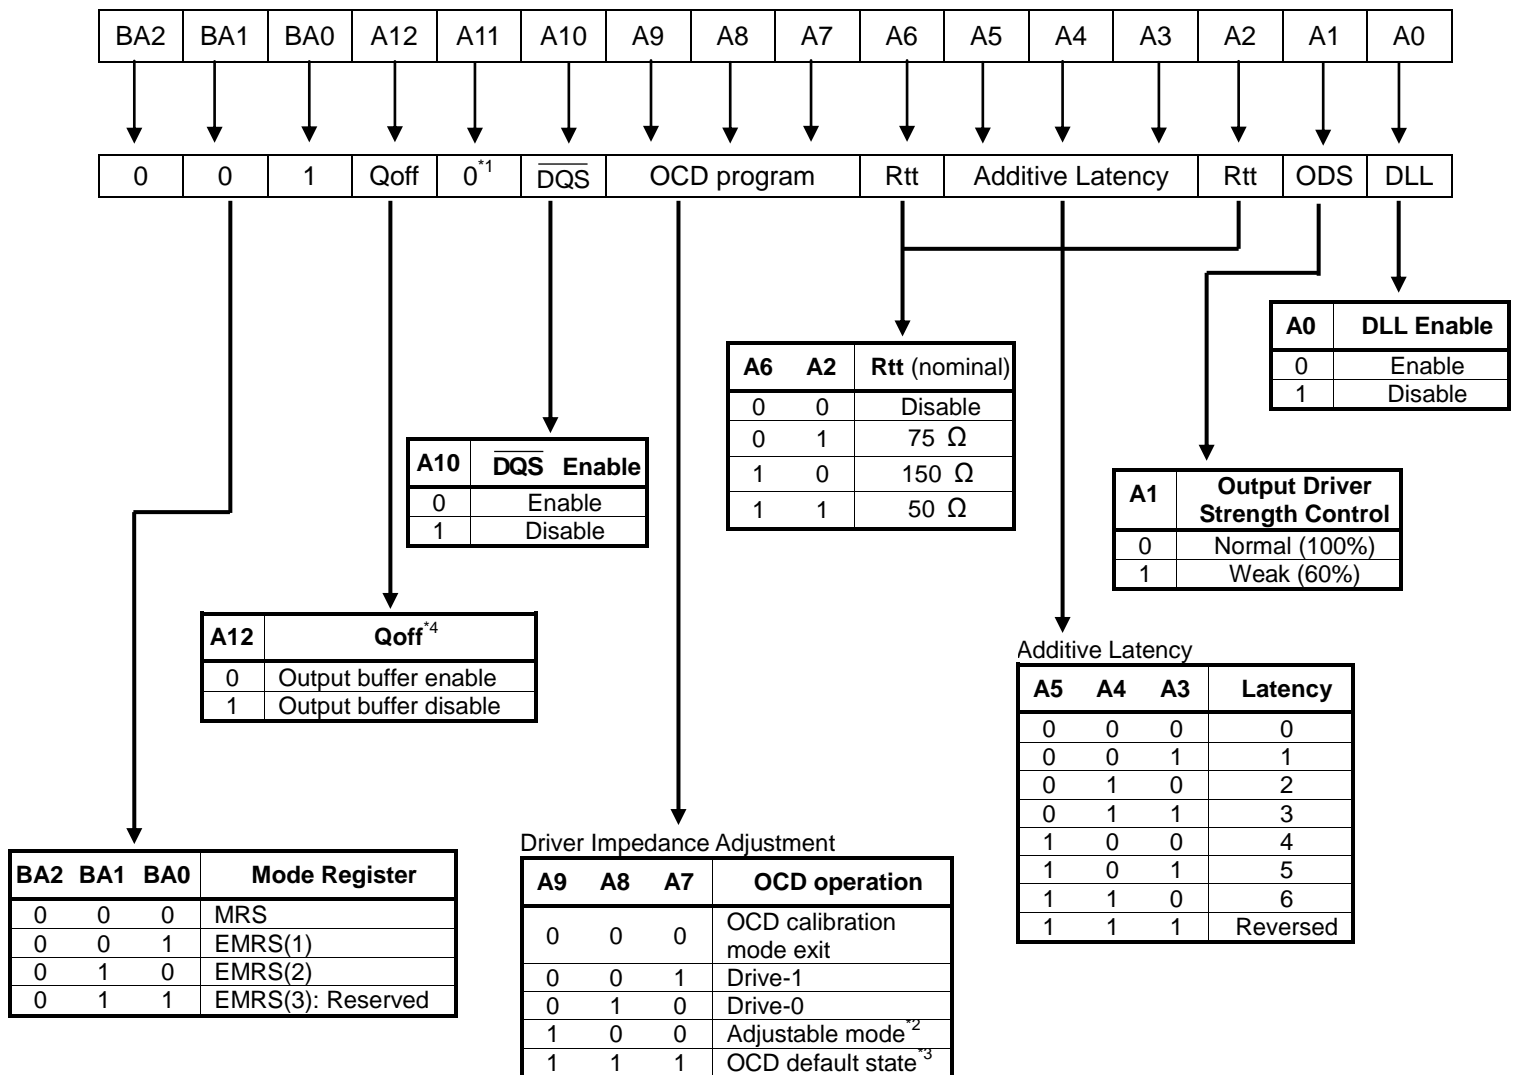 BA2 BA1 BA0 A12 A11 A10 A9 A8 A7 A6 A5 A4 A3 A2 A1 A0
0 0 1 Qoff 0*1 D̅Q̅S̅ OCD program Rtt Additive Latency Rtt ODS DLL
A0 DLL Enable
0 Enable
1 Disable
A6 A2 Rtt (nominal)
0 0 Disable
0 1 75 Ω
1 0 150 Ω
1 1 50 Ω
A10 D̅Q̅S̅ Enable
0 Enable
1 Disable
A1 Output Driver
Strength Control
0 Normal (100%)
1 Weak (60%)
A12 Qoff*4
0 Output buffer enable
1 Output buffer disable
Additive Latency
A5 A4 A3 Latency
0 0 0 0
0 0 1 1
0 1 0 2
0 1 1 3
1 0 0 4
1 0 1 5
1 1 0 6
1 1 1 Reversed
BA2 BA1 BA0 Mode Register
0 0 0 MRS
0 0 1 EMRS(1)
0 1 0 EMRS(2)
0 1 1 EMRS(3): Reserved
Driver Impedance Adjustment
A9 A8 A7 OCD operation
0 0 0 OCD calibration
mode exit
0 0 1 Drive-1
0 1 0 Drive-0
1 0 0 Adjustable mode*2
1 1 1 OCD default state*3